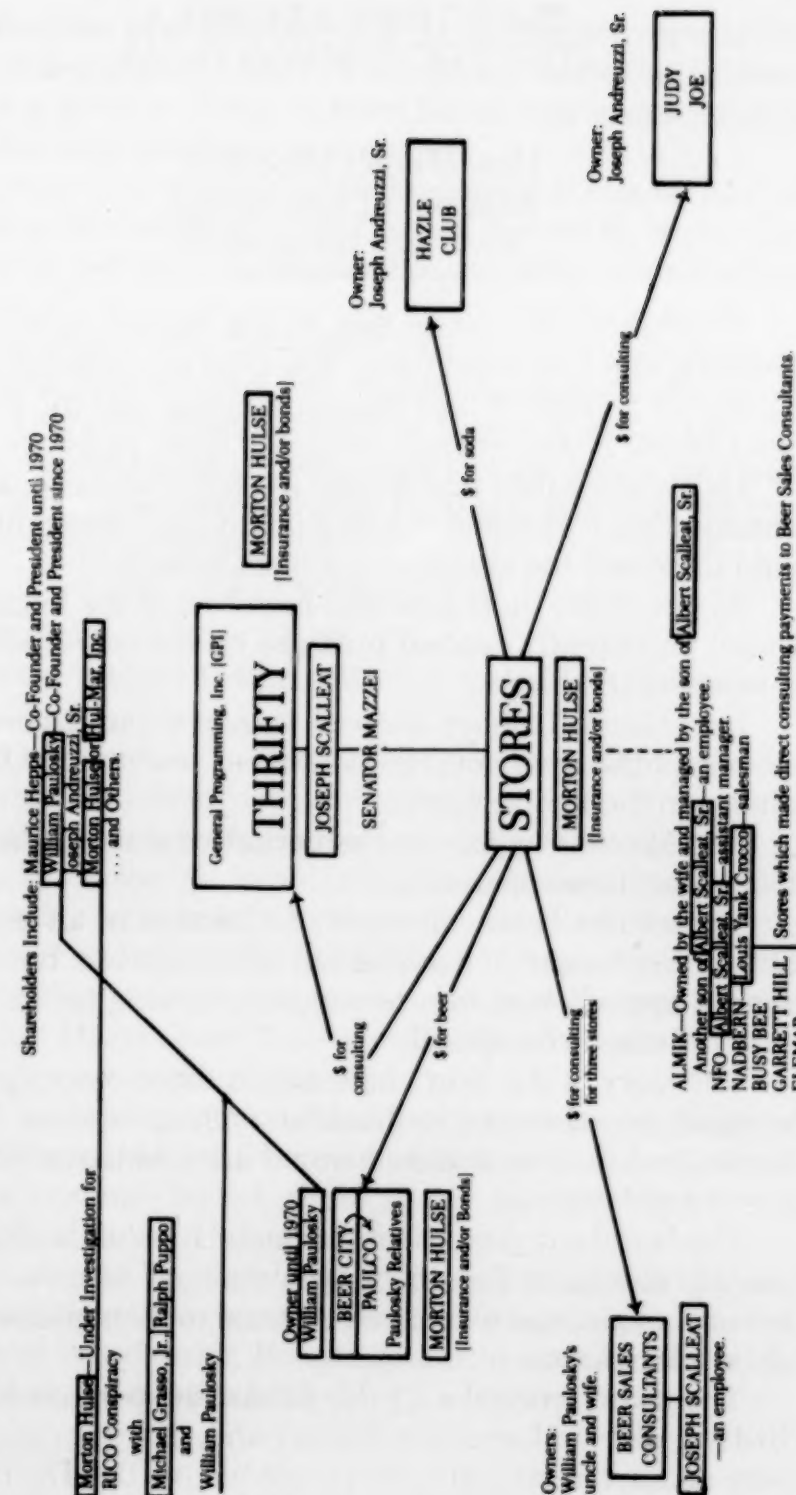 Shareholders Include: Maurice Hepps—Co-Founder and President until 1970
William Paulosky—Co-Founder and President since 1970
Joseph Andreuzzi, Sr.
Morton Hulse or Hul-Mar, Inc.
. . . and Others
Morton Hulse—Under Investigation for
RICO Conspiracy
with
Michael Grasso, Jr. Ralph Puppo
and
William Paulosky
General Programming, Inc. [GPI]
THRIFTY
JOSEPH SCALLEAT
SENATOR MAZZEI
MORTON HULSE
[Insurance and/or bonds]
Owner:
Joseph Andreuzzi, Sr.
HAZLE
CLUB
Owner until 1970
William Paulosky
BEER CITY
PAULCO
Paulosky Relatives
MORTON HULSE
[Insurance and/or Bonds]
$ for
consulting
$ for beer
$ for soda
STORES
MORTON HULSE
[Insurance and/or bonds]
Owner:
Joseph Andreuzzi, Sr.
JUDY
JOE
$ for consulting
$ for consulting
for three stores
Owners:
William Paulosky's
uncle and wife.
BEER SALES
CONSULTANTS
JOSEPH SCALLEAT
—an employee.
ALMIK—Owned by the wife and managed by the son of Albert Scalleat, Sr.
Another son of Albert Scalleat, Sr.—an employee.
NFO—Albert Scalleat, Sr.—assistant manager.
NADBERN—Louis Yank Crocco—salesman
BUSY BEE
GARRETT HILL
Stores which made direct consulting payments to Beer Sales Consultants.